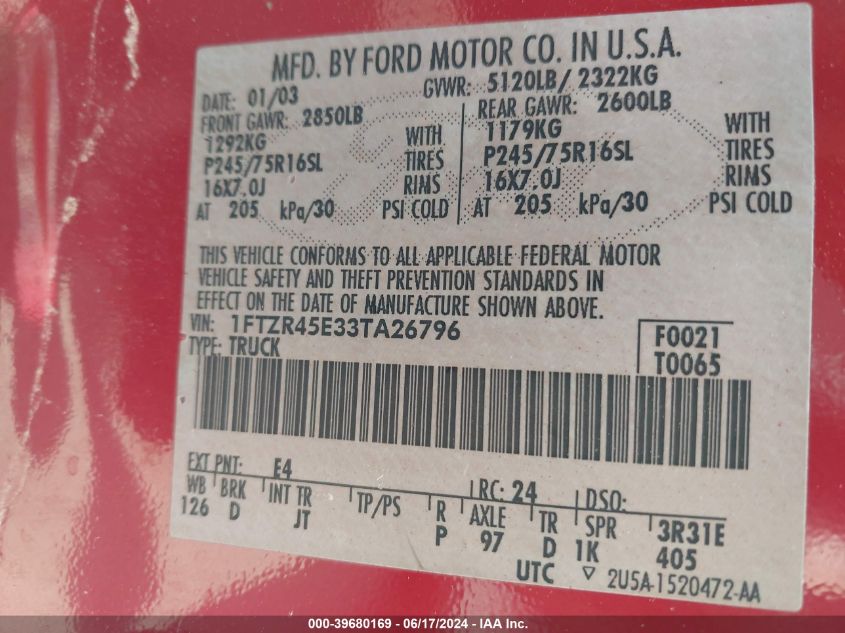 MFD. BY FORD MOTOR CO. IN U.S.A.
DATE: 01/03 GVWR: 5120LB/ 2322KG
FRONT GAWR: 2850LB REAR GAWR: 2600LB
1292KG WITH 1179KG WITH
P245/75R16SL TIRES P245/75R16SL TIRES
16X7.0J RIMS 16X7.0J RIMS
AT 205 kPa/30 PSI COLD AT 205 kPa/30 PSI COLD
THIS VEHICLE CONFORMS TO ALL APPLICABLE FEDERAL MOTOR
VEHICLE SAFETY AND THEFT PREVENTION STANDARDS IN
EFFECT ON THE DATE OF MANUFACTURE SHOWN ABOVE.
VIN: 1FTZR45E33TA26796 F0021
TYPE: TRUCK T0065
EXT PNT: E4 RC: 24 DSO:
WB BRK INT TR TP/PS R AXLE TR SPR 3R31E
126 D JT P 97 D 1K 405
UTC ▽ 2U5A-1520472-AA
000-39680169 - 06/17/2024 - IAA Inc.